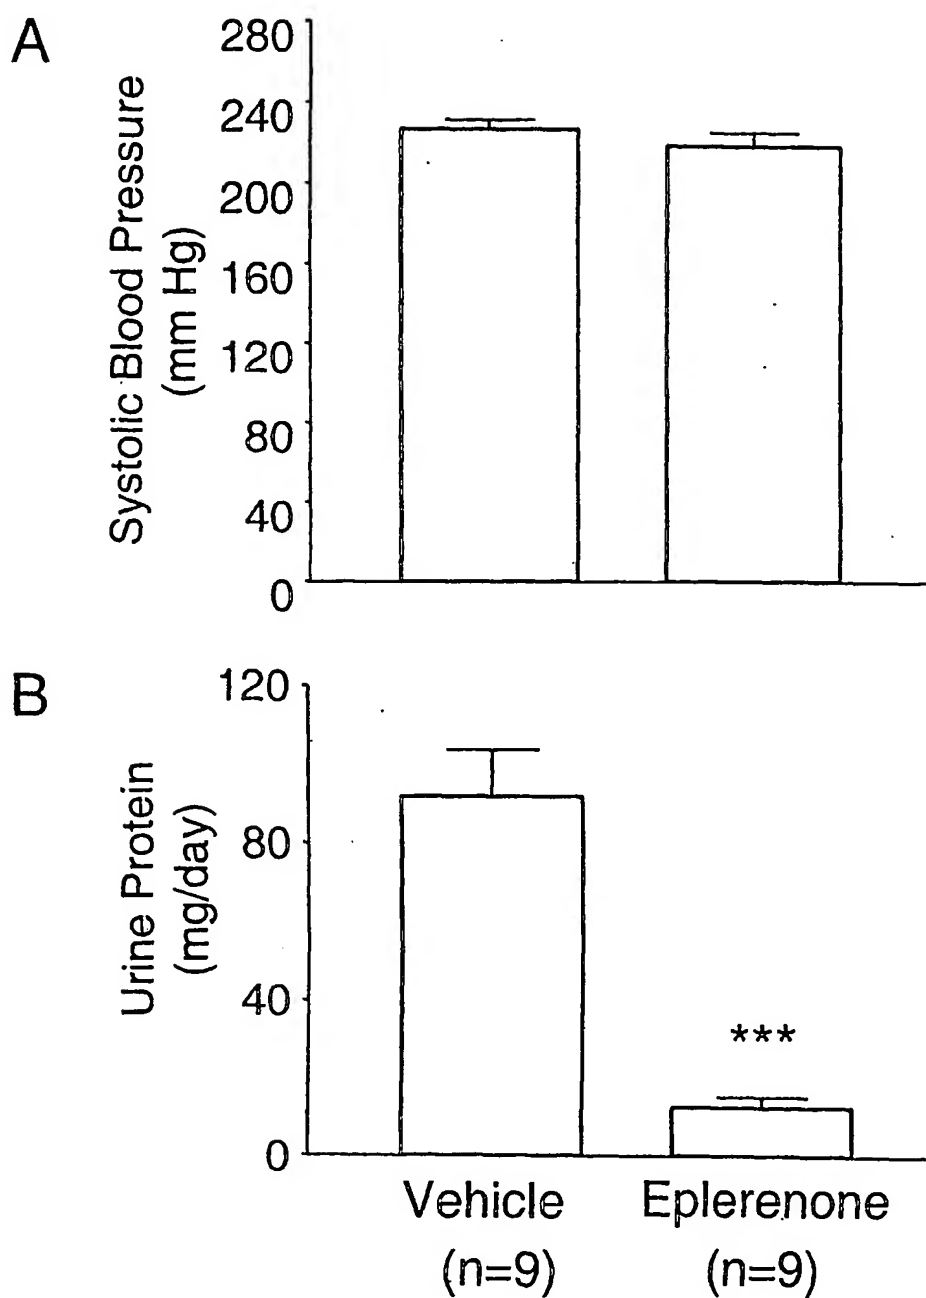 A
Systolic Blood Pressure
(mm Hg)
280
240
200
160
120
80
40
0
B
Urine Protein
(mg/day)
120
80
40
0
***
Vehicle
(n=9)
Eplerenone
(n=9)